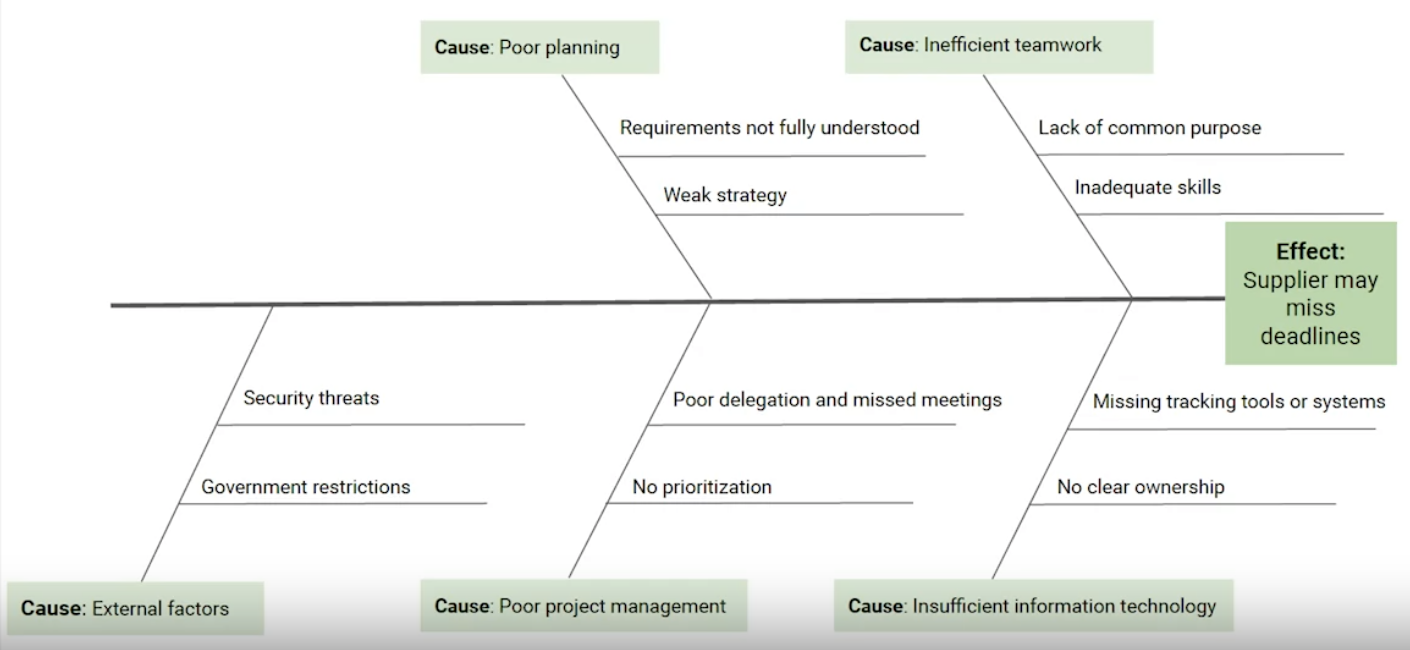 Cause: Poor planning
Cause: Inefficient teamwork
Requirements not fully understood
Lack of common purpose
Weak strategy
Inadequate skills
Effect:
Supplier may
miss
deadlines
Security threats
Poor delegation and missed meetings
Missing tracking tools or systems
Government restrictions
No prioritization
No clear ownership
Cause: External factors
Cause: Poor project management
Cause: Insufficient information technology